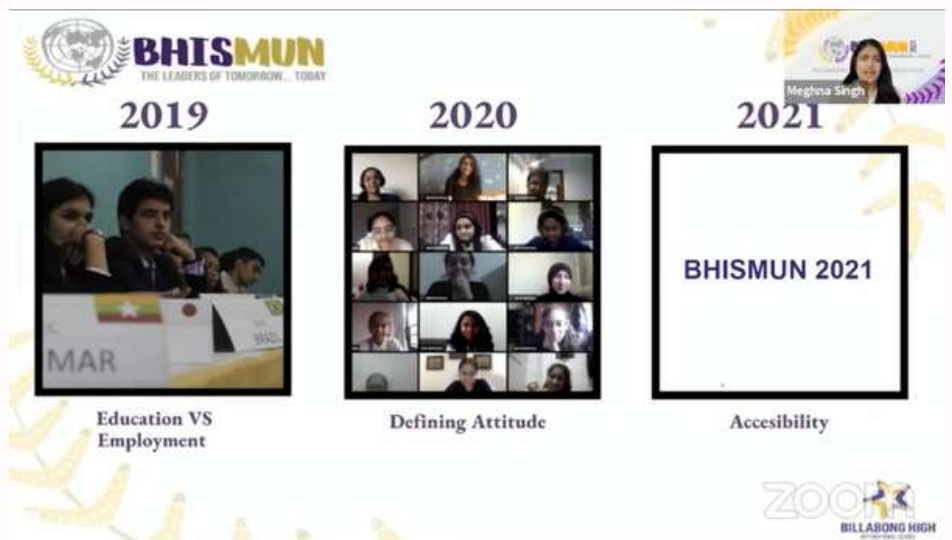 BHISMUN
THE LEADERS OF TOMORROW... TODAY
Meghna Singh
2019
2020
2021
MAR
BRAZIL
BHISMUN 2021
Education VS
Employment
Defining Attitude
Accesibility
zoom
BILLABONG HIGH